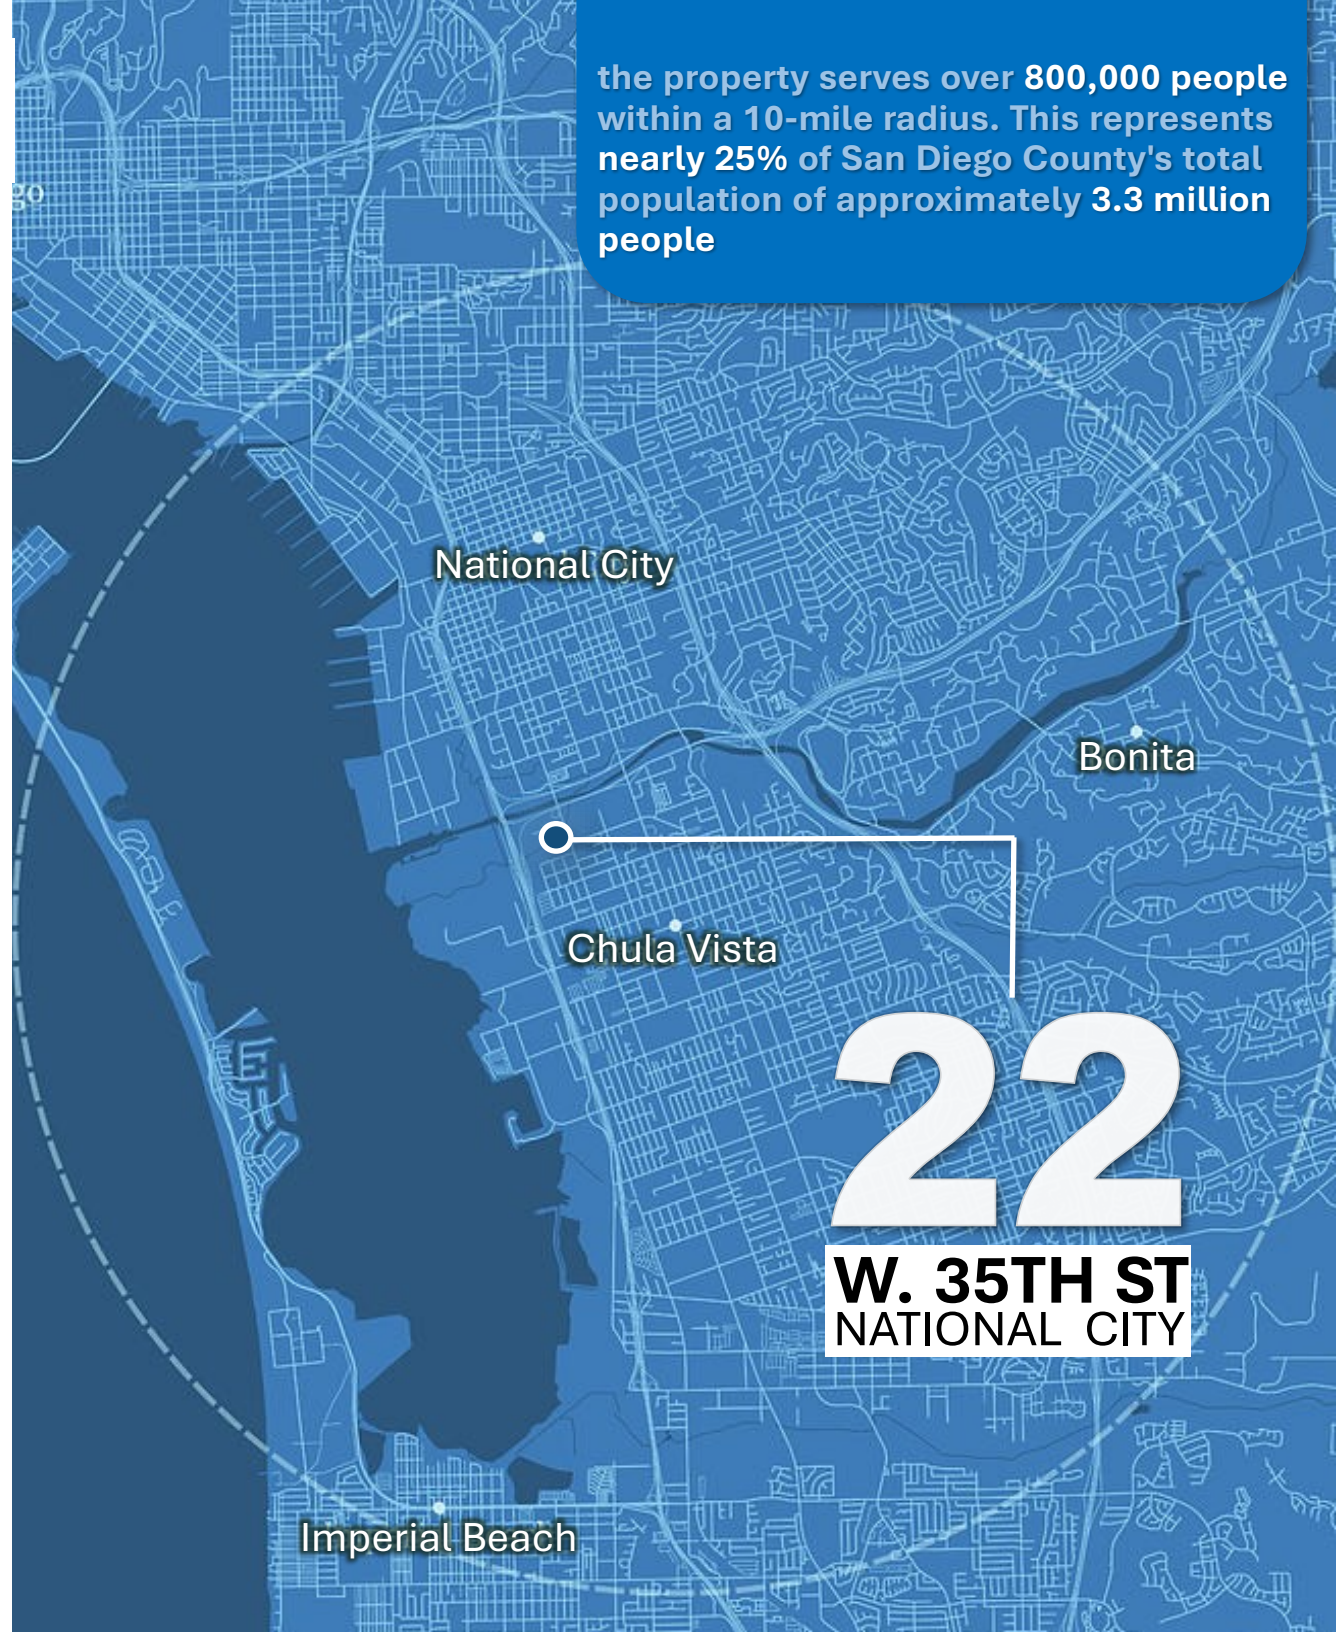 the property serves over 800,000 people
within a 10-mile radius. This represents
nearly 25% of San Diego County's total
population of approximately 3.3 million
people
go
National City
Bonita
Chula Vista
22
W. 35TH ST
NATIONAL CITY
Imperial Beach